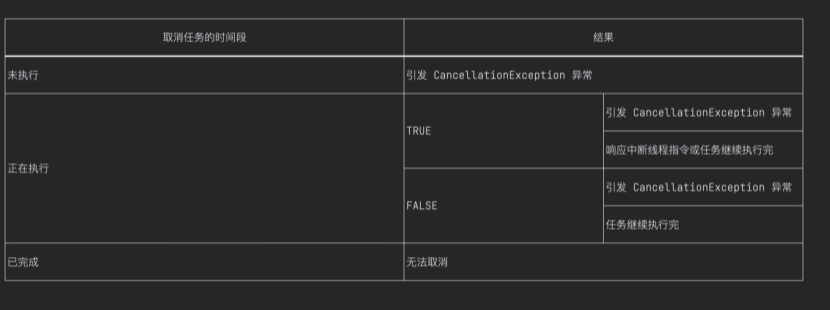 取消任务的时间段
结果
未执行
引发 CancellationException 异常
正在执行
TRUE
引发 CancellationException 异常
响应中断线程指令或任务继续执行完
FALSE
引发 CancellationException 异常
任务继续执行完
已完成
无法取消